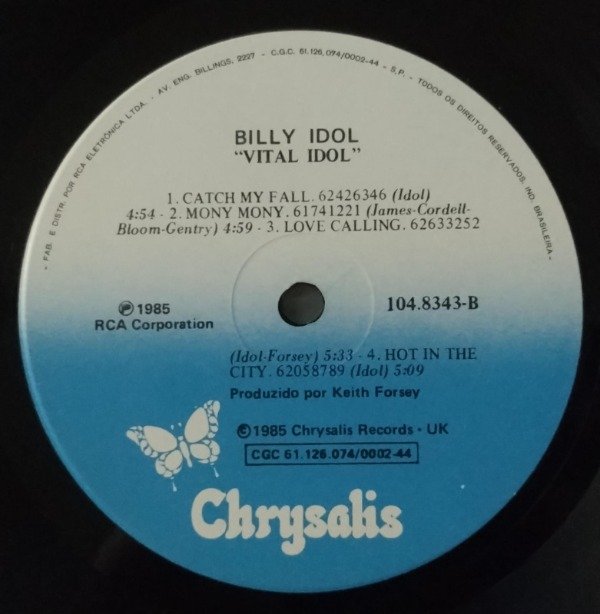 - FAB. E DISTR. POR RCA ELETRÔNICA LTDA. - AV. ENG. BILLINGS, 2227 - C.G.C. 61.126.074/0002-44 - S.P. - TODOS OS DIREITOS RESERVADOS. IND. BRASILEIRA -
BILLY IDOL
“VITAL IDOL”
1. CATCH MY FALL. 62426346 (Idol)
4:54 - 2. MONY MONY. 61741221 (James-Cordell-
Bloom-Gentry) 4:59 - 3. LOVE CALLING. 62633252
℗ 1985
RCA Corporation
104.8343-B
(Idol-Forsey) 5:33 - 4. HOT IN THE
CITY. 62058789 (Idol) 5:09
Produzido por Keith Forsey
© 1985 Chrysalis Records • UK
CGC 61.126.074/0002-44
Chrysalis